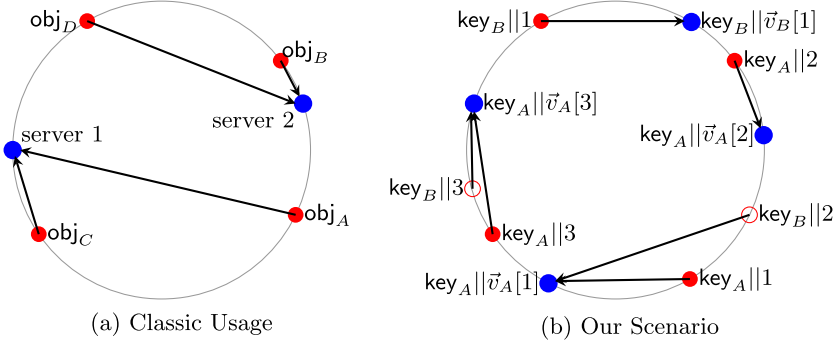 obj_D
obj_B
server 2
server 1
obj_A
obj_C
(a) Classic Usage
key_B||1
key_B||v⃗_B[1]
key_A||2
key_A||v⃗_A[3]
key_A||v⃗_A[2]
key_B||3
key_B||2
key_A||3
key_A||v⃗_A[1]
key_A||1
(b) Our Scenario